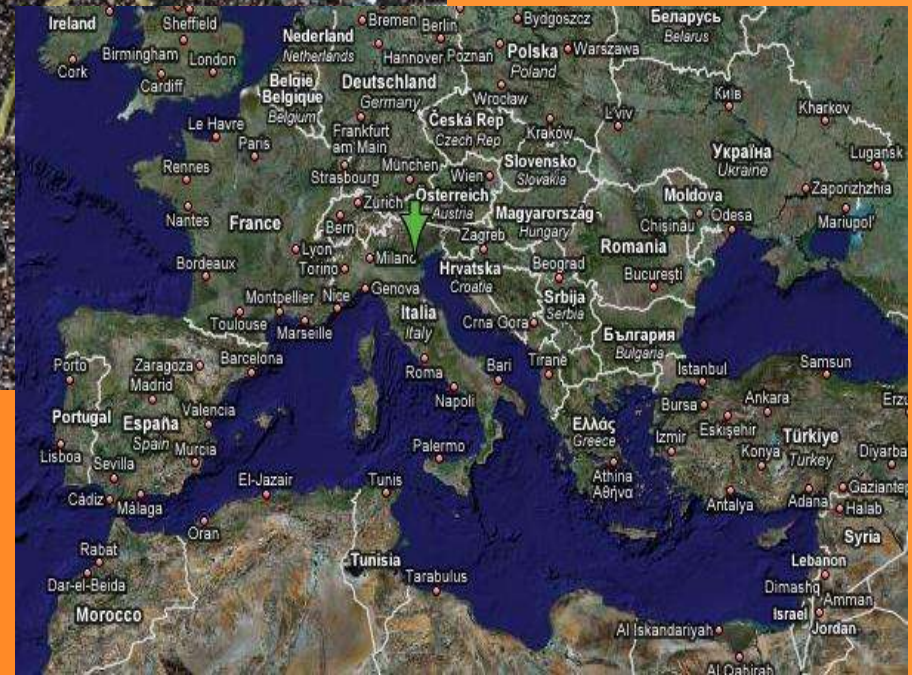 Ireland
Sheffield
Bremen
Berlin
Bydgoszcz
Беларусь
Belarus
Nederland
Netherlands
Birmingham
London
Hannover
Poznań
Polska
Poland
Warszawa
Cork
Cardiff
België
Belgique
Belgium
Deutschland
Germany
Wrocław
Київ
Kharkov
Le Havre
Paris
Frankfurt
am Main
Česká Rep
Czech Rep
Kraków
L'viv
Україна
Ukraine
Lugansk
Rennes
Strasbourg
München
Wien
Slovensko
Slovakia
Zaporizhzhia
Nantes
France
Zürich
Bern
Österreich
Austria
Magyarország
Hungary
Moldova
Chișinău
Odesa
Mariupol'
Lyon
Torino
Milano
Zagreb
Hrvatska
Croatia
Beograd
Romania
București
Bordeaux
Montpellier
Nice
Genova
Italia
Italy
Srbija
Serbia
Toulouse
Marseille
Crna Gora
България
Bulgaria
Porto
Zaragoza
Barcelona
Madrid
Roma
Bari
Tiranë
Istanbul
Samsun
Napoli
Bursa
Ankara
Portugal
España
Spain
Valencia
Ελλάς
Greece
Izmir
Eskişehir
Türkiye
Turkey
Konya
Lisboa
Sevilla
Murcia
Palermo
Athina
Αθήνα
Cádiz
Málaga
El-Jazair
Tunis
Antalya
Adana
Gaziantep
Halab
Oran
Syria
Rabat
Tunisia
Tarabulus
Lebanon
Dar-el-Beida
Dimashq
Amman
Morocco
Israel
Jordan
Al Iskandariyah
Al Qahirah